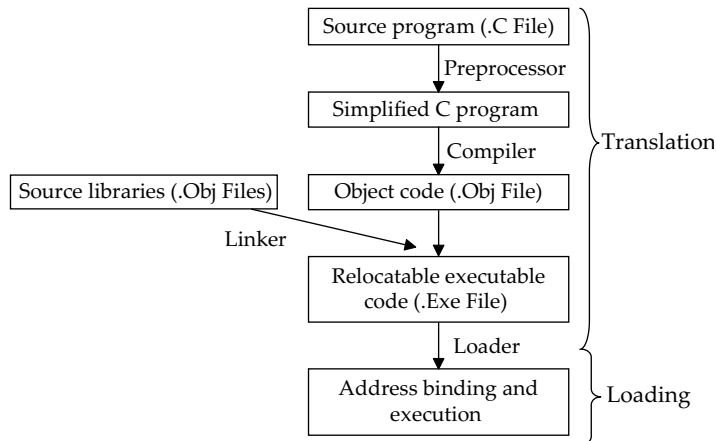 Source program (.C File)
Preprocessor
Simplified C program
Translation
Compiler
Source libraries (.Obj Files)
Object code (.Obj File)
Linker
Relocatable executable
code (.Exe File)
Loader
Address binding and
execution
Loading